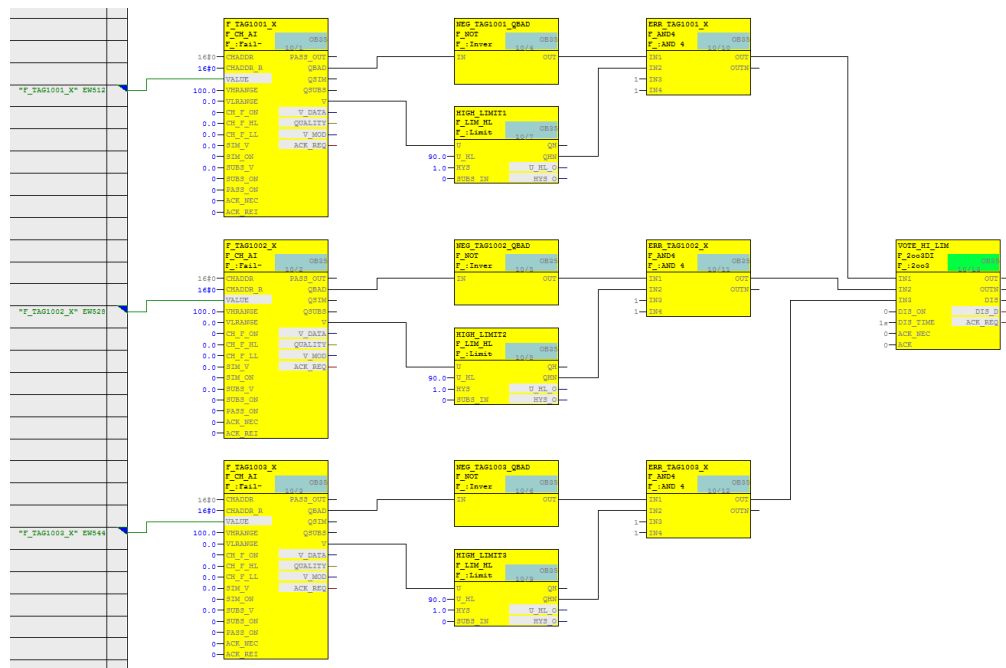 F_TAG1001_X
F_CH_AI OB35
F_:Fail- 10/1
16#0 CHADDR PASS_OUT
16#0 CHADDR_R QBAD
VALUE QSIM
100.0 VHRANGE QSUBS
0.0 VLRANGE V
0 CH_F_ON V_DATA
0.0 CH_F_HL QUALITY
0.0 CH_F_LL V_MOD
0.0 SIM_V ACK_REQ
0 SIM_ON
0.0 SUBS_V
0 SUBS_ON
0 PASS_ON
0 ACK_NEC
0 ACK_REI
"F_TAG1001_X" EW512
NEG_TAG1001_QBAD
F_NOT OB35
F_:Inver 10/4
IN OUT
HIGH_LIMIT1
F_LIM_HL OB35
F_:Limit 10/7
U QH
90.0 U_HL QHN
1.0 HYS U_HL_O
0 SUBS_IN HYS_O
ERR_TAG1001_X
F_AND4 OB35
F_:AND 4 10/10
IN1 OUT
IN2 OUTN
1 IN3
1 IN4
F_TAG1002_X
F_CH_AI OB35
F_:Fail- 10/2
16#0 CHADDR PASS_OUT
16#0 CHADDR_R QBAD
VALUE QSIM
100.0 VHRANGE QSUBS
0.0 VLRANGE V
0 CH_F_ON V_DATA
0.0 CH_F_HL QUALITY
0.0 CH_F_LL V_MOD
0.0 SIM_V ACK_REQ
0 SIM_ON
0.0 SUBS_V
0 SUBS_ON
0 PASS_ON
0 ACK_NEC
0 ACK_REI
"F_TAG1002_X" EW528
NEG_TAG1002_QBAD
F_NOT OB35
F_:Inver 10/5
IN OUT
HIGH_LIMIT2
F_LIM_HL OB35
F_:Limit 10/8
U QH
90.0 U_HL QHN
1.0 HYS U_HL_O
0 SUBS_IN HYS_O
ERR_TAG1002_X
F_AND4 OB35
F_:AND 4 10/11
IN1 OUT
IN2 OUTN
1 IN3
1 IN4
VOTE_HI_LIM
F_2oo3DI OB35
F_:2oo3 10/13
IN1 OUT
IN2 OUTN
IN3 DIS
0 DIS_ON DIS_D
1s DIS_TIME ACK_REQ
0 ACK_NEC
0 ACK
F_TAG1003_X
F_CH_AI OB35
F_:Fail- 10/3
16#0 CHADDR PASS_OUT
16#0 CHADDR_R QBAD
VALUE QSIM
100.0 VHRANGE QSUBS
0.0 VLRANGE V
0 CH_F_ON V_DATA
0.0 CH_F_HL QUALITY
0.0 CH_F_LL V_MOD
0.0 SIM_V ACK_REQ
0 SIM_ON
0.0 SUBS_V
0 SUBS_ON
0 PASS_ON
0 ACK_NEC
0 ACK_REI
"F_TAG1003_X" EW544
NEG_TAG1003_QBAD
F_NOT OB35
F_:Inver 10/6
IN OUT
HIGH_LIMIT3
F_LIM_HL OB35
F_:Limit 10/9
U QH
90.0 U_HL QHN
1.0 HYS U_HL_O
0 SUBS_IN HYS_O
ERR_TAG1003_X
F_AND4 OB35
F_:AND 4 10/12
IN1 OUT
IN2 OUTN
1 IN3
1 IN4